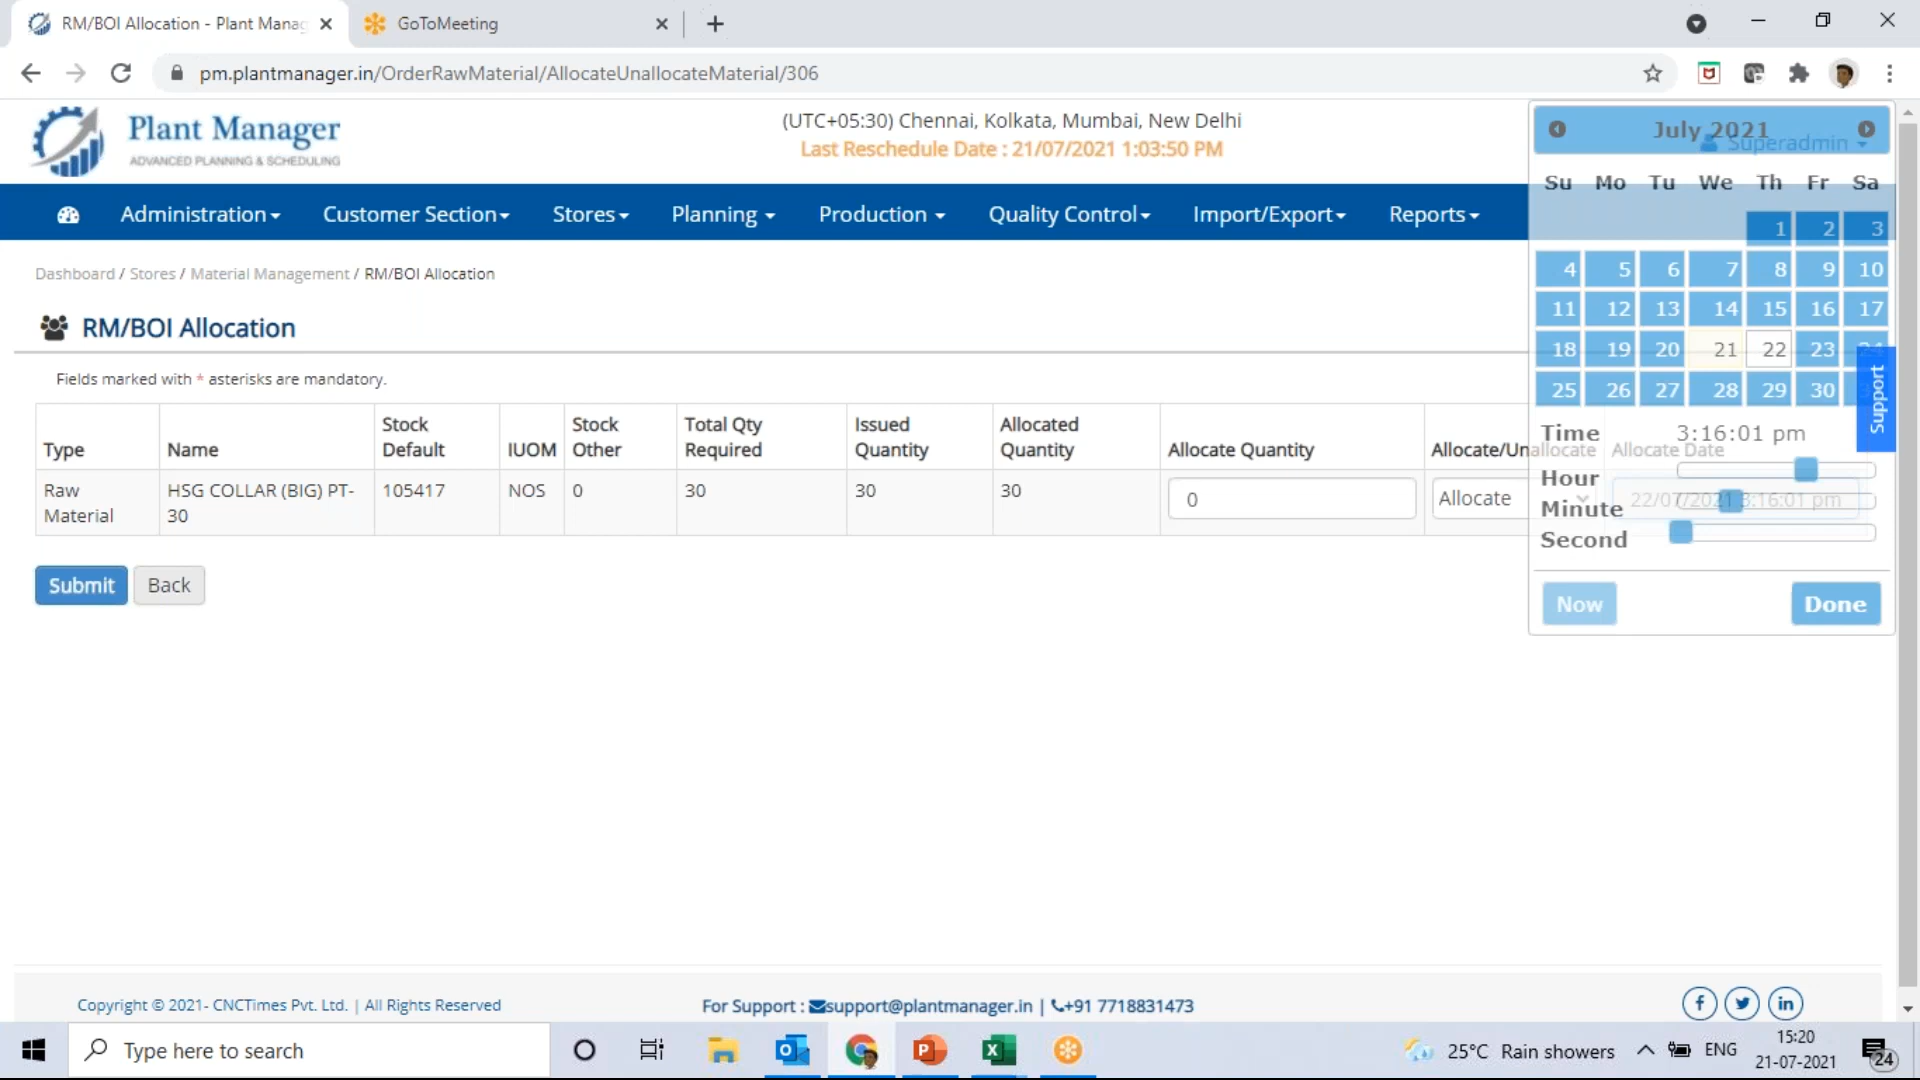 RM/BOI Allocation - Plant Manag
GoToMeeting
pm.plantmanager.in/OrderRawMaterial/AllocateUnallocateMaterial/306
Plant Manager
ADVANCED PLANNING & SCHEDULING
(UTC+05:30) Chennai, Kolkata, Mumbai, New Delhi
Last Reschedule Date : 21/07/2021 1:03:50 PM
Superadmin
Administration
Customer Section
Stores
Planning
Production
Quality Control
Import/Export
Reports
Dashboard / Stores / Material Management / RM/BOI Allocation
RM/BOI Allocation
Fields marked with * asterisks are mandatory.
Type Name Stock Default IUOM Stock Other Total Qty Required Issued Quantity Allocated Quantity Allocate Quantity Allocate/Unallocate Allocate Date
Raw Material HSG COLLAR (BIG) PT-30 105417 NOS 0 30 30 30 0 Allocate 22/07/2021 3:16:01 pm
Submit Back
July 2021
Su Mo Tu We Th Fr Sa
1 2 3
4 5 6 7 8 9 10
11 12 13 14 15 16 17
18 19 20 21 22 23 24
25 26 27 28 29 30
Time 3:16:01 pm
Hour
Minute
Second
Now Done
Support
Copyright © 2021- CNCTimes Pvt. Ltd. | All Rights Reserved
For Support : support@plantmanager.in | +91 7718831473
Type here to search
25°C Rain showers
ENG
15:20
21-07-2021
24